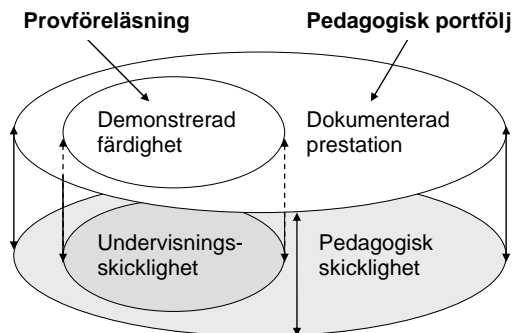 Provföreläsning
Pedagogisk portfölj
Demonstrerad
färdighet
Dokumenterad
prestation
Undervisnings-
skicklighet
Pedagogisk
skicklighet